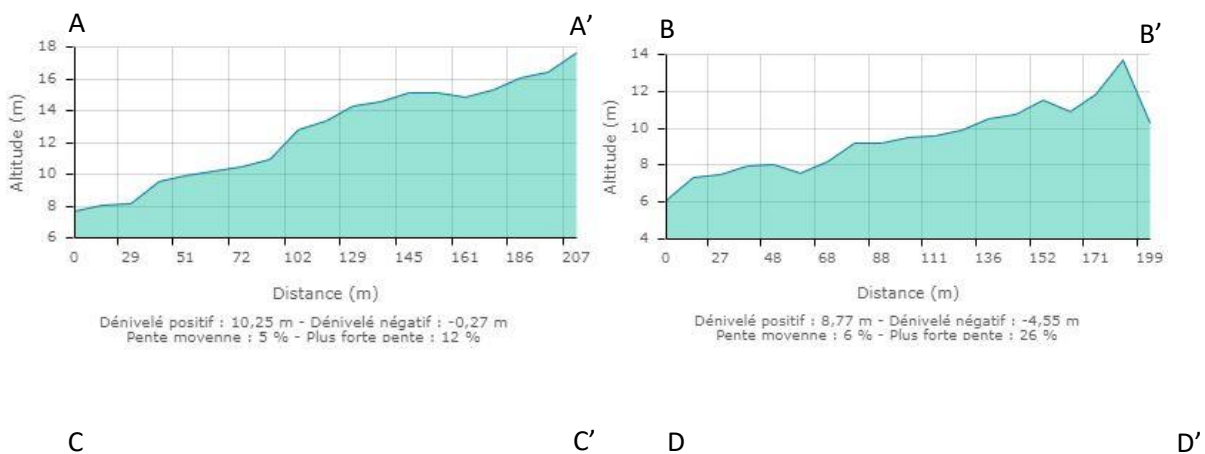 A A'
18
16
14
12
10
8
6
Altitude (m)
0 29 51 72 102 129 145 161 186 207
Distance (m)
Dénivelé positif : 10,25 m - Dénivelé négatif : -0,27 m
Pente moyenne : 5 % - Plus forte pente : 12 %
B B'
14
12
10
8
6
4
Altitude (m)
0 27 48 68 88 111 136 152 171 199
Distance (m)
Dénivelé positif : 8,77 m - Dénivelé négatif : -4,55 m
Pente moyenne : 6 % - Plus forte pente : 26 %
C C' D D'